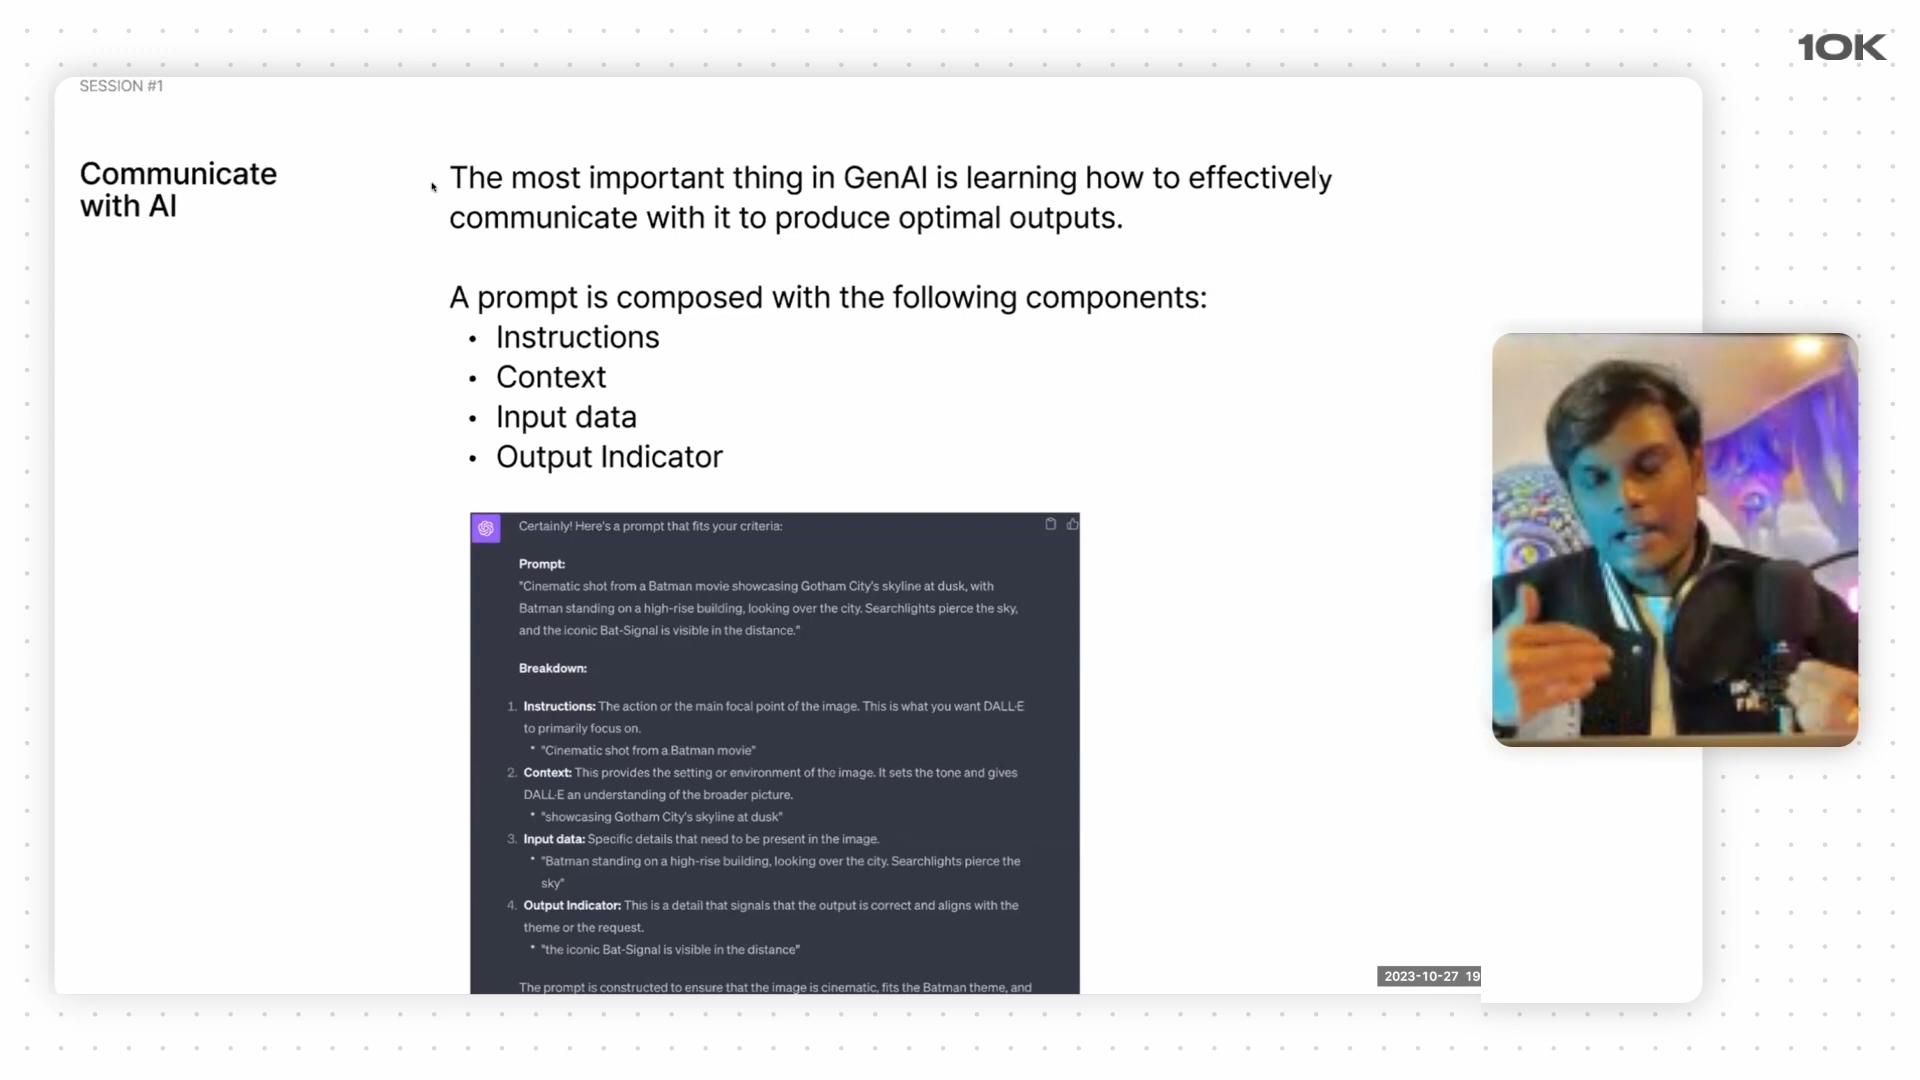 10K
SESSION #1
Communicate
with AI
The most important thing in GenAI is learning how to effectively
communicate with it to produce optimal outputs.
A prompt is composed with the following components:
• Instructions
• Context
• Input data
• Output Indicator
Certainly! Here's a prompt that fits your criteria:
Prompt:
"Cinematic shot from a Batman movie showcasing Gotham City's skyline at dusk, with
Batman standing on a high-rise building, looking over the city. Searchlights pierce the sky,
and the iconic Bat-Signal is visible in the distance."
Breakdown:
1. Instructions: The action or the main focal point of the image. This is what you want DALL·E
to primarily focus on.
• "Cinematic shot from a Batman movie"
2. Context: This provides the setting or environment of the image. It sets the tone and gives
DALL·E an understanding of the broader picture.
• "showcasing Gotham City's skyline at dusk"
3. Input data: Specific details that need to be present in the image.
• "Batman standing on a high-rise building, looking over the city. Searchlights pierce the
sky"
4. Output Indicator: This is a detail that signals that the output is correct and aligns with the
theme or the request.
• "the iconic Bat-Signal is visible in the distance"
The prompt is constructed to ensure that the image is cinematic, fits the Batman theme, and
2023-10-27 19